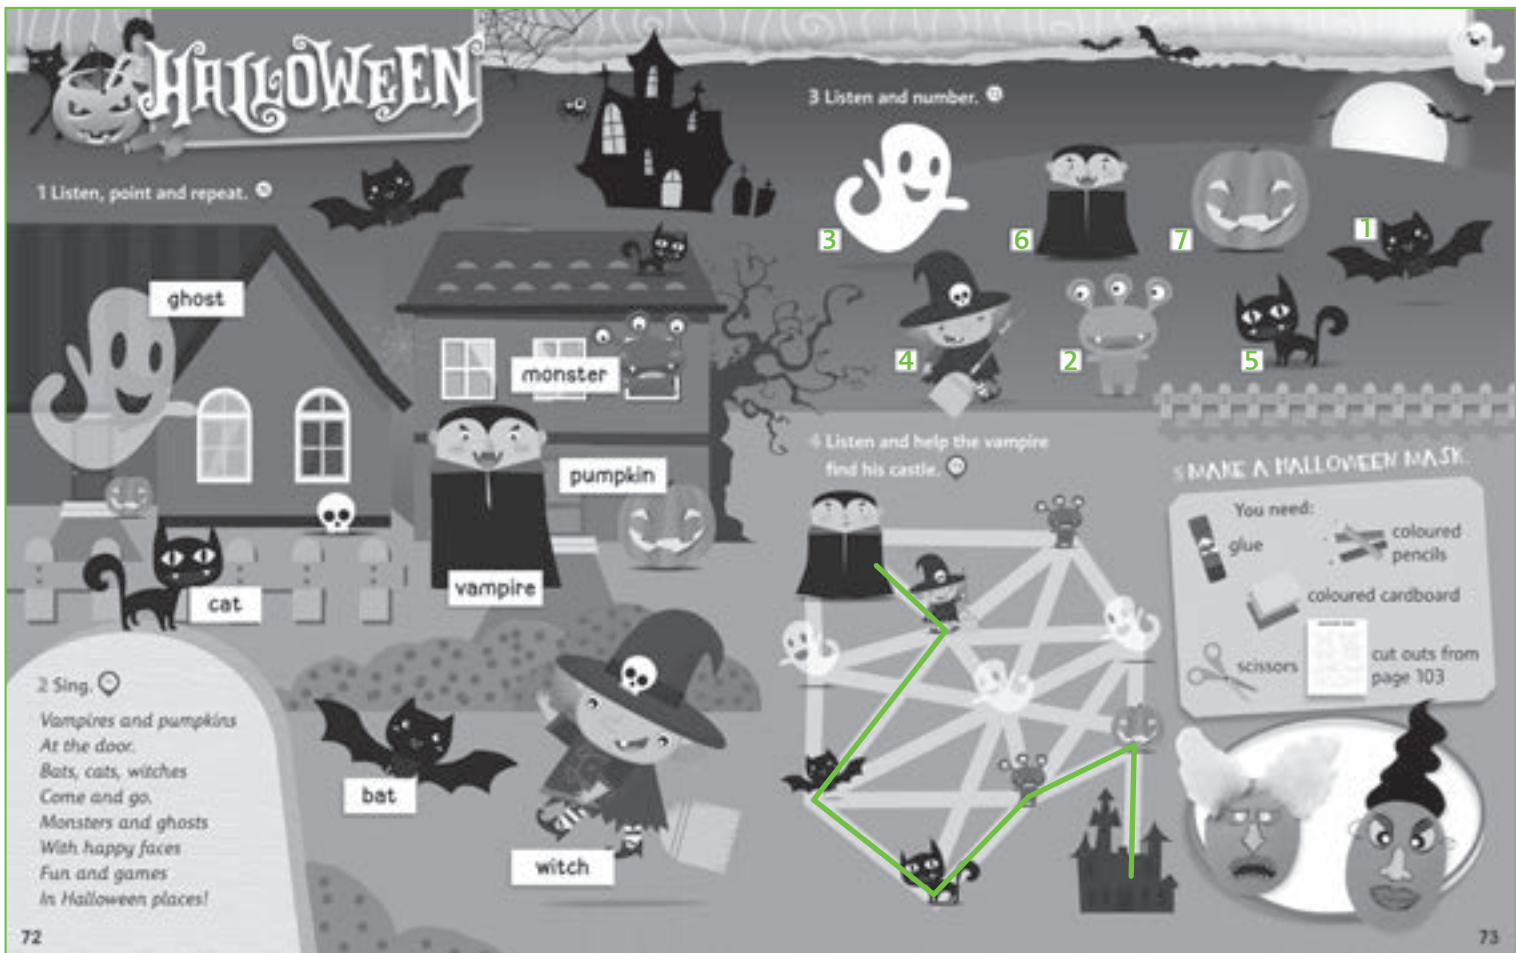 HALLOWEEN
1 Listen, point and repeat.
ghost
monster
pumpkin
vampire
cat
2 Sing.
Vampires and pumpkins
At the door.
Bats, cats, witches
Come and go.
Monsters and ghosts
With happy faces
Fun and games
In Halloween places!
bat
witch
72
3 Listen and number.
3
6
7
1
4
2
5
4 Listen and help the vampire
find his castle.
5 MAKE A HALLOWEEN MASK.
You need:
glue
coloured
pencils
coloured cardboard
scissors
cut outs from
page 103
73